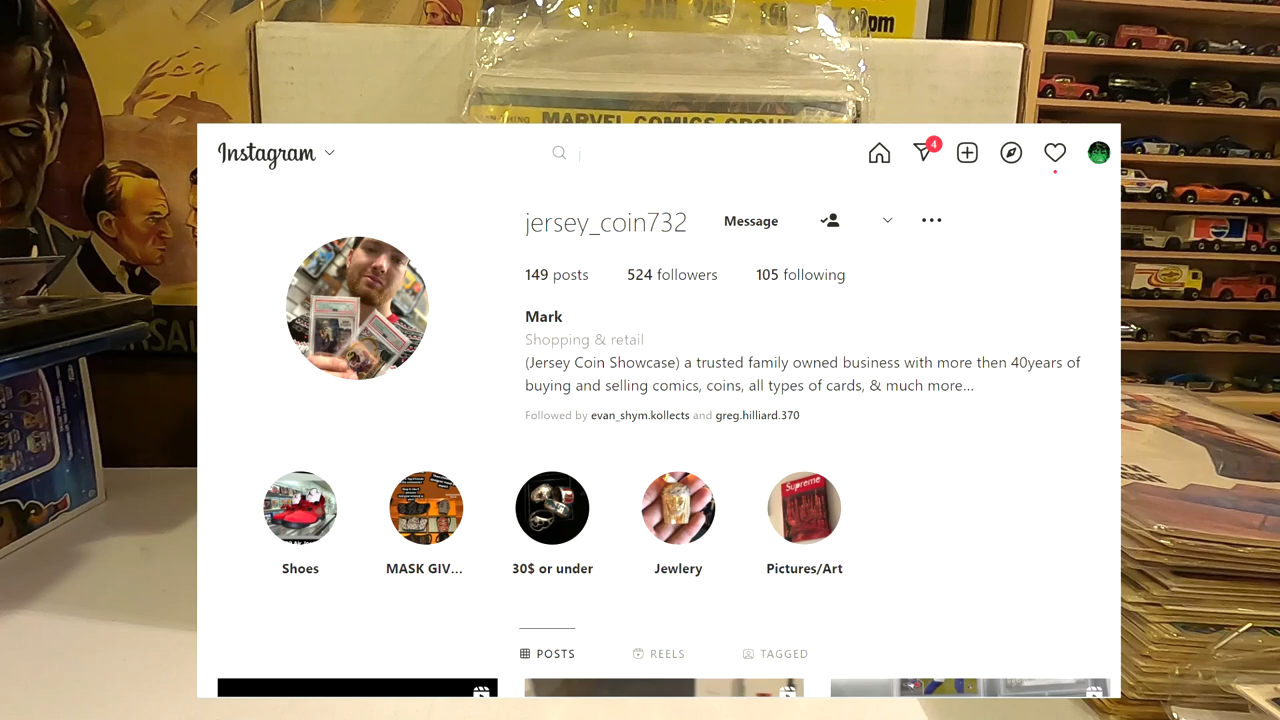 MARVEL COMICS GROUP
Instagram
4
jersey_coin732
Message
149 posts
524 followers
105 following
Mark
Shopping & retail
(Jersey Coin Showcase) a trusted family owned business with more then 40years of
buying and selling comics, coins, all types of cards, & much more...
Followed by evan_shym.kollects and greg.hilliard.370
Supreme
Shoes
MASK GIV...
30$ or under
Jewlery
Pictures/Art
POSTS
REELS
TAGGED